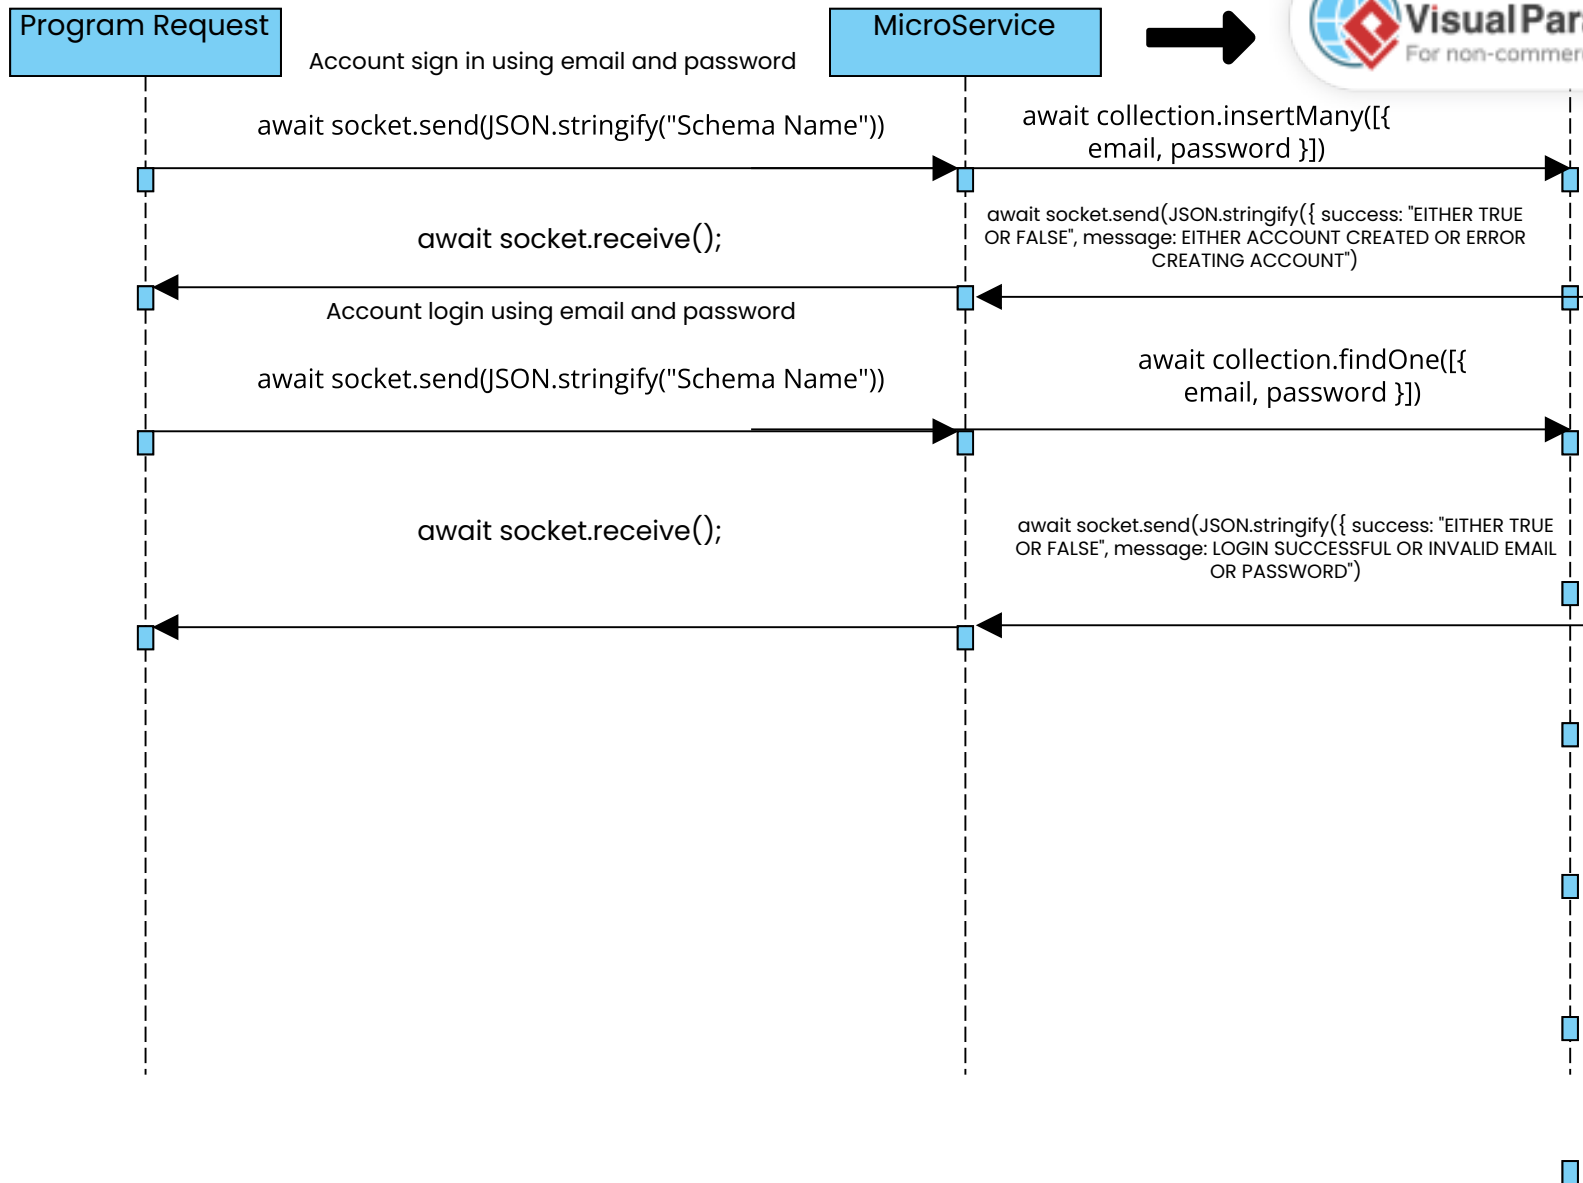 Program Request
MicroService
Visual Par
For non-commer
Account sign in using email and password
await socket.send(JSON.stringify("Schema Name"))
await collection.insertMany([{
email, password }])
await socket.receive();
await socket.send(JSON.stringify({ success: "EITHER TRUE
OR FALSE", message: EITHER ACCOUNT CREATED OR ERROR
CREATING ACCOUNT")
Account login using email and password
await socket.send(JSON.stringify("Schema Name"))
await collection.findOne([{
email, password }])
await socket.receive();
await socket.send(JSON.stringify({ success: "EITHER TRUE
OR FALSE", message: LOGIN SUCCESSFUL OR INVALID EMAIL
OR PASSWORD")